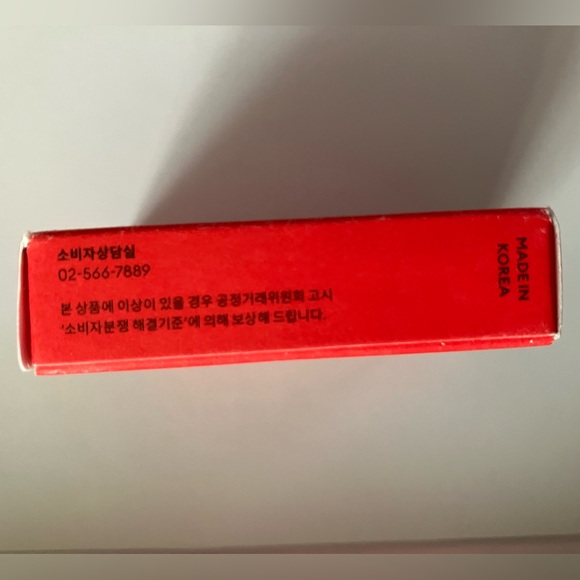 소비자상담실
02-566-7889
본 상품에 이상이 있을 경우 공정거래위원회 고시
'소비자분쟁 해결기준'에 의해 보상해 드립니다.
MADE IN
KOREA